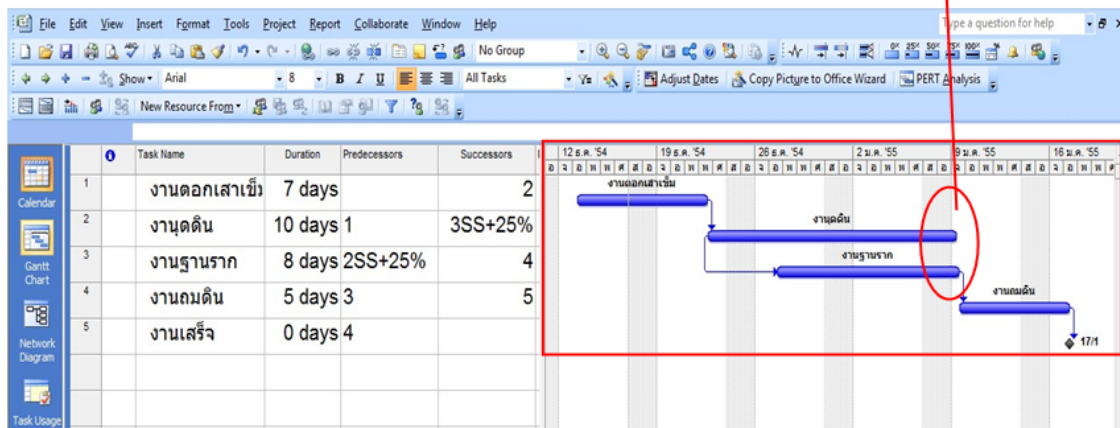 File Edit View Insert Format Tools Project Report Collaborate Window Help Type a question for help
No Group
Show Arial 8 B I U All Tasks Adjust Dates Copy Picture to Office Wizard PERT Analysis
New Resource From
Task Name Duration Predecessors Successors 12 ธ.ค. '54 19 ธ.ค. '54 26 ธ.ค. '54 2 ม.ค. '55 9 ม.ค. '55 16 ม.ค. '55
1 งานตอกเสาเข็ม 7 days 2
2 งานุดดิน 10 days 1 3SS+25%
3 งานฐานราก 8 days 2SS+25% 4
4 งานถมดิน 5 days 3 5
5 งานเสร็จ 0 days 4
งานตอกเสาเข็ม
งานุดดิน
งานฐานราก
งานถมดิน
17/1
Calendar
Gantt
Chart
Network
Diagram
Task Usage